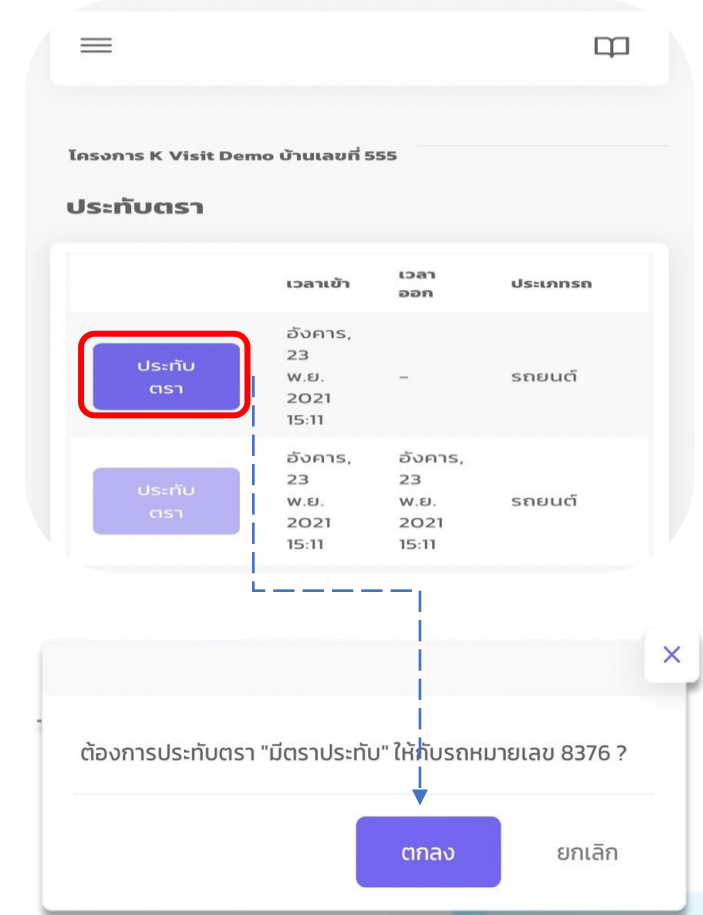 โครงการ K Visit Demo บ้านเลขที่ 555
ประทับตรา
เวลาเข้า
เวลา
ออก
ประเภทรถ
ประทับ
ตรา
อังคาร,
23
พ.ย.
2021
15:11
–
รถยนต์
ประทับ
ตรา
อังคาร,
23
พ.ย.
2021
15:11
อังคาร,
23
พ.ย.
2021
15:11
รถยนต์
ต้องการประทับตรา "มีตราประทับ" ให้กับรถหมายเลข 8376 ?
ตกลง
ยกเลิก